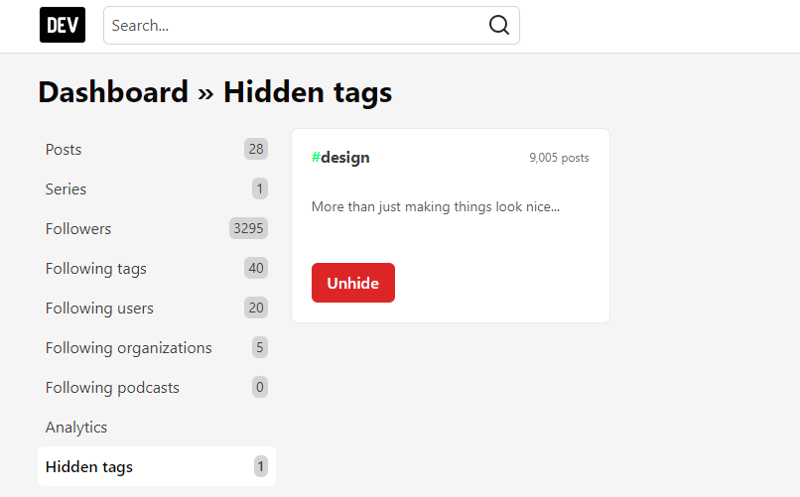 DEV
Search...
Dashboard » Hidden tags
Posts 28
Series 1
Followers 3295
Following tags 40
Following users 20
Following organizations 5
Following podcasts 0
Analytics
Hidden tags 1
#design 9,005 posts
More than just making things look nice...
Unhide